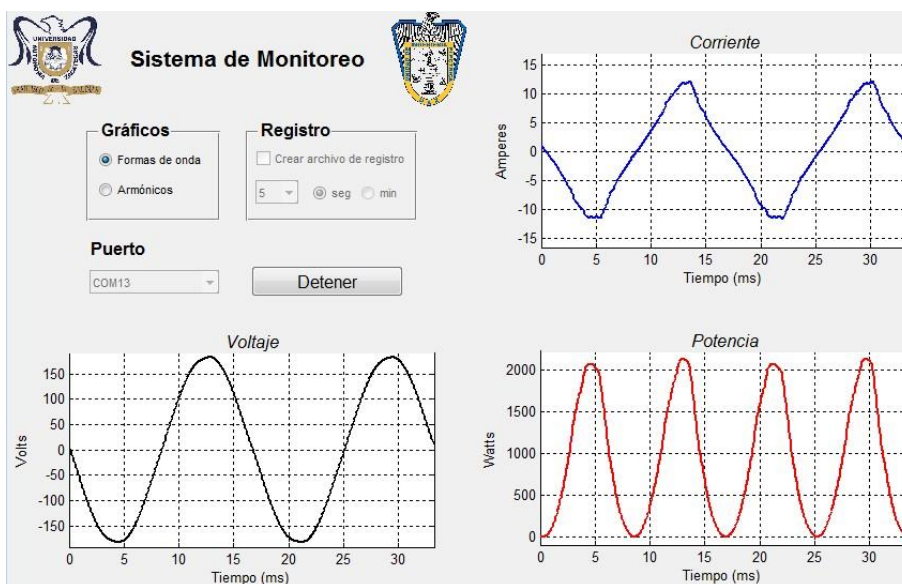 Sistema de Monitoreo
Gráficos
Formas de onda
Armónicos
Registro
Crear archivo de registro
5 seg min
Puerto
COM13
Detener
Corriente
15
10
5
0
-5
-10
-15
Amperes
0 5 10 15 20 25 30
Tiempo (ms)
Voltaje
150
100
50
0
-50
-100
-150
Volts
0 5 10 15 20 25 30
Tiempo (ms)
Potencia
2000
1500
1000
500
0
Watts
0 5 10 15 20 25 30
Tiempo (ms)